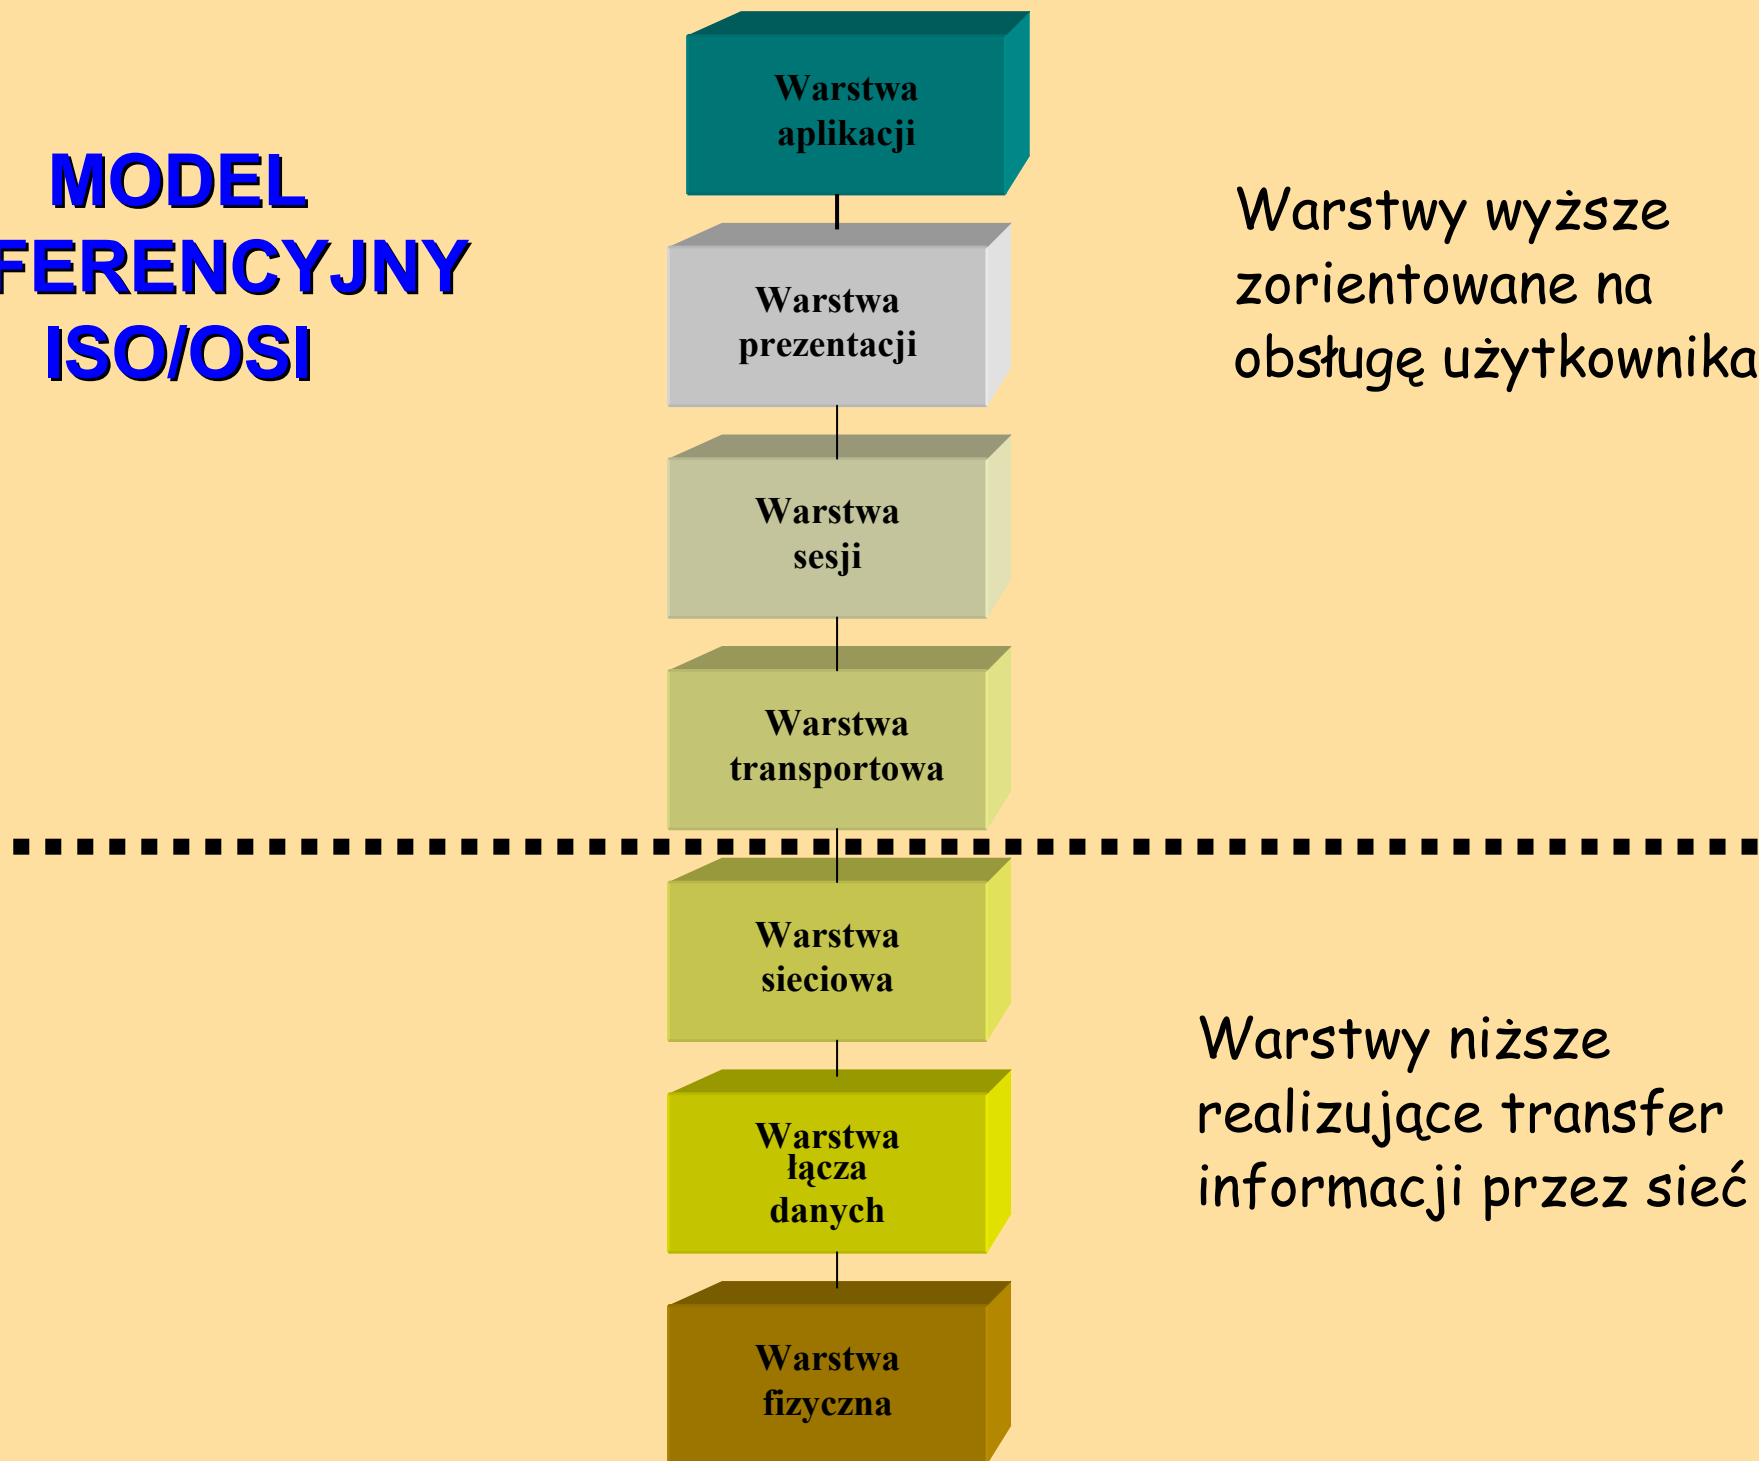 MODEL
FERENCYJNY
ISO/OSI
Warstwa
aplikacji
Warstwy wyższe
zorientowane na
obsługę użytkownika
Warstwa
prezentacji
Warstwa
sesji
Warstwa
transportowa
Warstwa
sieciowa
Warstwy niższe
realizujące transfer
informacji przez sieć
Warstwa
łącza
danych
Warstwa
fizyczna